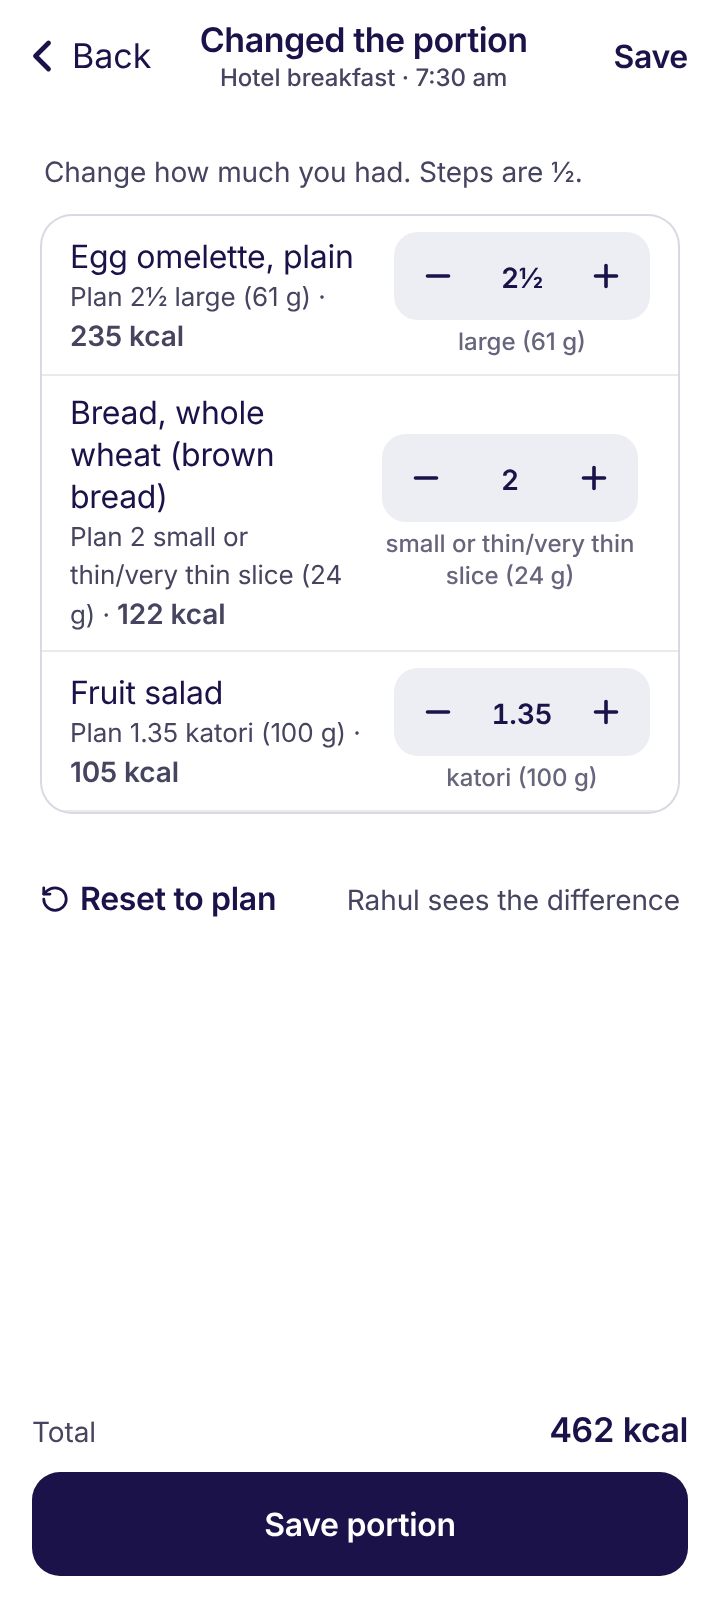 Back
Changed the portion
Hotel breakfast · 7:30 am
Save
Change how much you had. Steps are ½.
Egg omelette, plain
Plan 2½ large (61 g) ·
235 kcal
− 2½ +
large (61 g)
Bread, whole
wheat (brown
bread)
Plan 2 small or
thin/very thin slice (24
g) · 122 kcal
− 2 +
small or thin/very thin
slice (24 g)
Fruit salad
Plan 1.35 katori (100 g) ·
105 kcal
− 1.35 +
katori (100 g)
Reset to plan
Rahul sees the difference
Total
462 kcal
Save portion